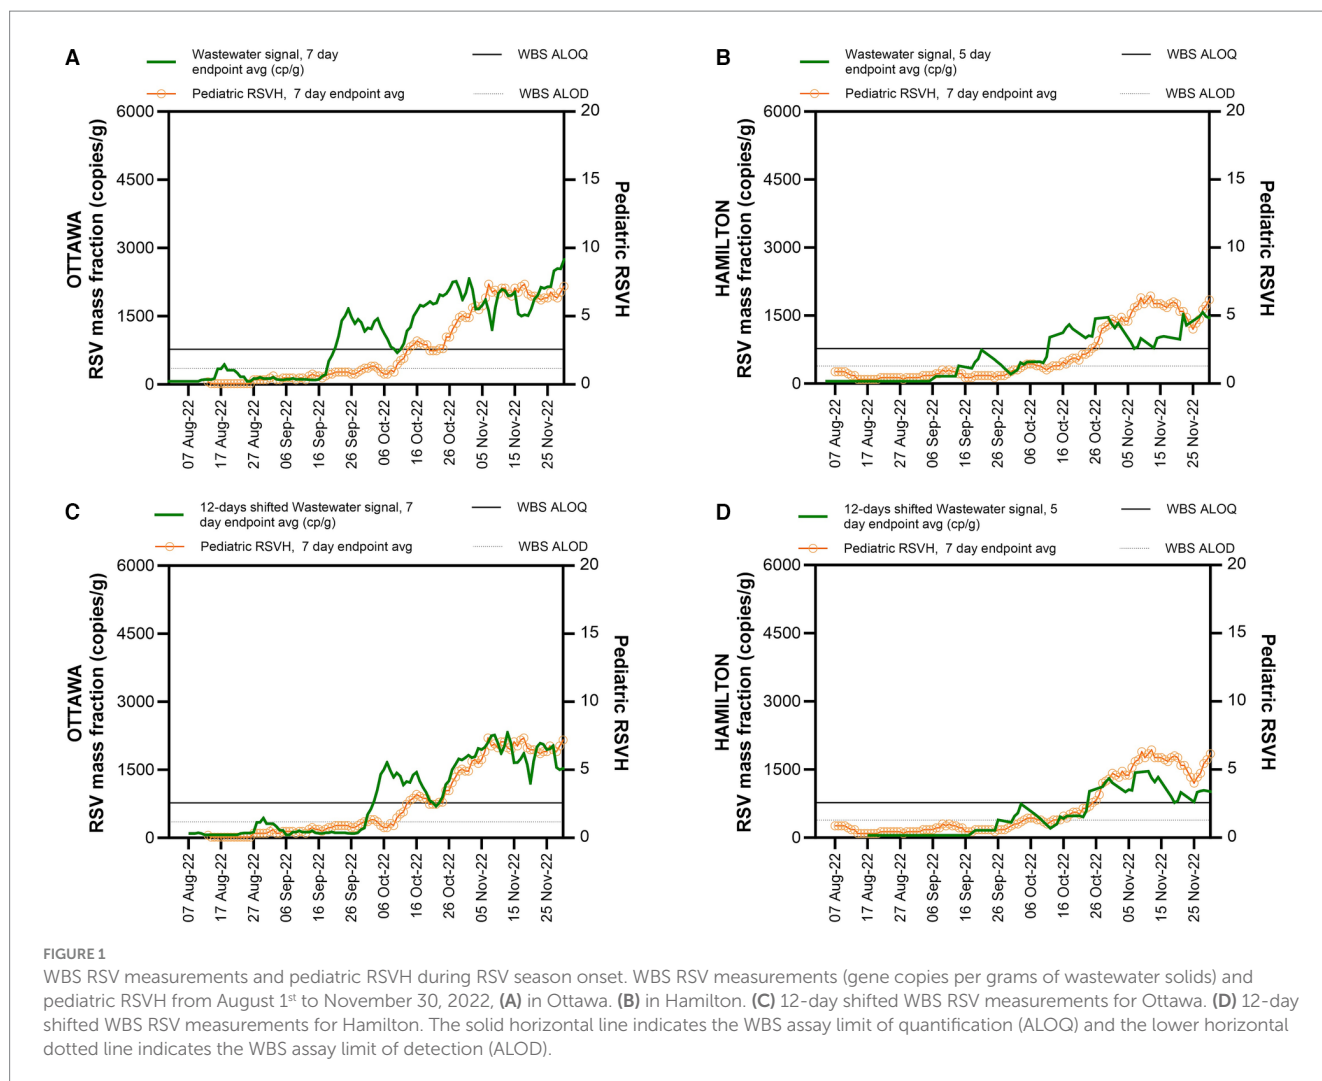 A
Wastewater signal, 7 day
endpoint avg (cp/g)
WBS ALOQ
Pediatric RSVH, 7 day endpoint avg
WBS ALOD
OTTAWA
RSV mass fraction (copies/g)
6000
4500
3000
1500
0
20
15
10
5
0
Pediatric RSVH
07 Aug-22
17 Aug-22
27 Aug-22
06 Sep-22
16 Sep-22
26 Sep-22
06 Oct-22
16 Oct-22
26 Oct-22
05 Nov-22
15 Nov-22
25 Nov-22
B
Wastewater signal, 5 day
endpoint avg (cp/g)
WBS ALOQ
Pediatric RSVH, 7 day endpoint avg
WBS ALOD
HAMILTON
RSV mass fraction (copies/g)
6000
4500
3000
1500
0
20
15
10
5
0
Pediatric RSVH
07 Aug-22
17 Aug-22
27 Aug-22
06 Sep-22
16 Sep-22
26 Sep-22
06 Oct-22
16 Oct-22
26 Oct-22
05 Nov-22
15 Nov-22
25 Nov-22
C
12-days shifted Wastewater signal, 7
day endpoint avg (cp/g)
WBS ALOQ
Pediatric RSVH, 7 day endpoint avg
WBS ALOD
OTTAWA
RSV mass fraction (copies/g)
6000
4500
3000
1500
0
20
15
10
5
0
Pediatric RSVH
07 Aug-22
17 Aug-22
27 Aug-22
06 Sep-22
16 Sep-22
26 Sep-22
06 Oct-22
16 Oct-22
26 Oct-22
05 Nov-22
15 Nov-22
25 Nov-22
D
12-days shifted Wastewater signal, 5
day endpoint avg (cp/g)
WBS ALOQ
Pediatric RSVH, 7 day endpoint avg
WBS ALOD
HAMILTON
RSV mass fraction (copies/g)
6000
4500
3000
1500
0
20
15
10
5
0
Pediatric RSVH
07 Aug-22
17 Aug-22
27 Aug-22
06 Sep-22
16 Sep-22
26 Sep-22
06 Oct-22
16 Oct-22
26 Oct-22
05 Nov-22
15 Nov-22
25 Nov-22
FIGURE 1
WBS RSV measurements and pediatric RSVH during RSV season onset. WBS RSV measurements (gene copies per grams of wastewater solids) and
pediatric RSVH from August 1st to November 30, 2022, (A) in Ottawa. (B) in Hamilton. (C) 12-day shifted WBS RSV measurements for Ottawa. (D) 12-day
shifted WBS RSV measurements for Hamilton. The solid horizontal line indicates the WBS assay limit of quantification (ALOQ) and the lower horizontal
dotted line indicates the WBS assay limit of detection (ALOD).